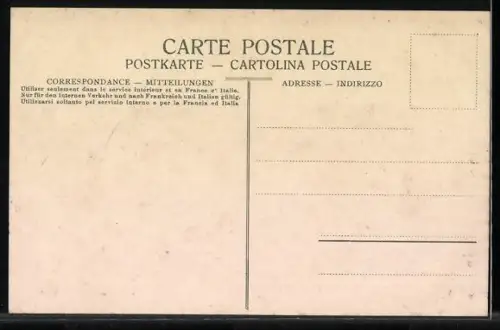 CARTE POSTALE
POSTKARTE — CARTOLINA POSTALE
CORRESPONDANCE — MITTEILUNGEN
Utiliser seulement dans le service intérieur et en France et Italie.
Nur für den internen Verkehr und nach Frankreich und Italien gültig.
Utilizzarsi soltanto pel servizio interno e per la Francia ed Italia
ADRESSE — INDIRIZZO